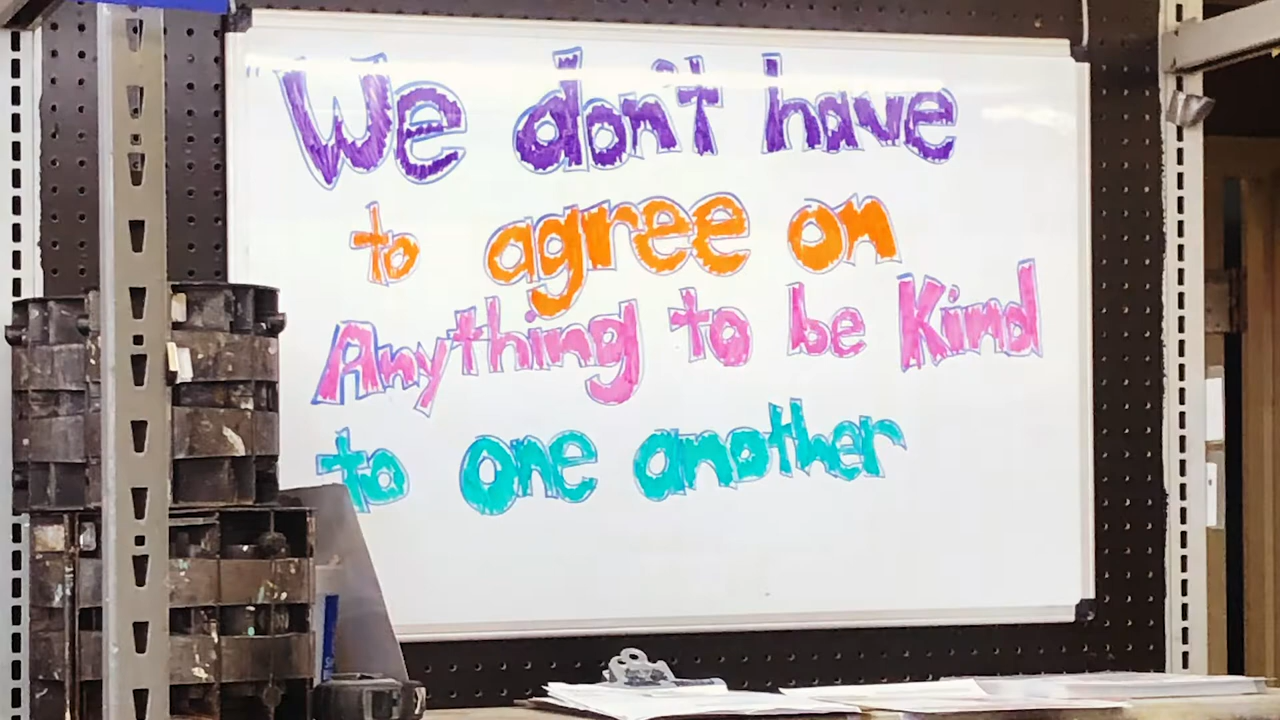 We don't have
to agree on
Anything to be Kind
to one another